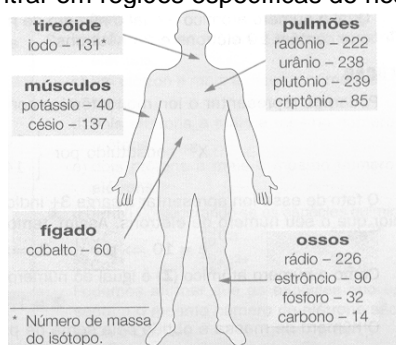 tireóide
iodo – 131*
pulmões
radônio – 222
urânio – 238
plutônio – 239
criptônio – 85
músculos
potássio – 40
césio – 137
fígado
cobalto – 60
ossos
rádio – 226
estrôncio – 90
fósforo – 32
carbono – 14
* Número de massa
do isótopo.